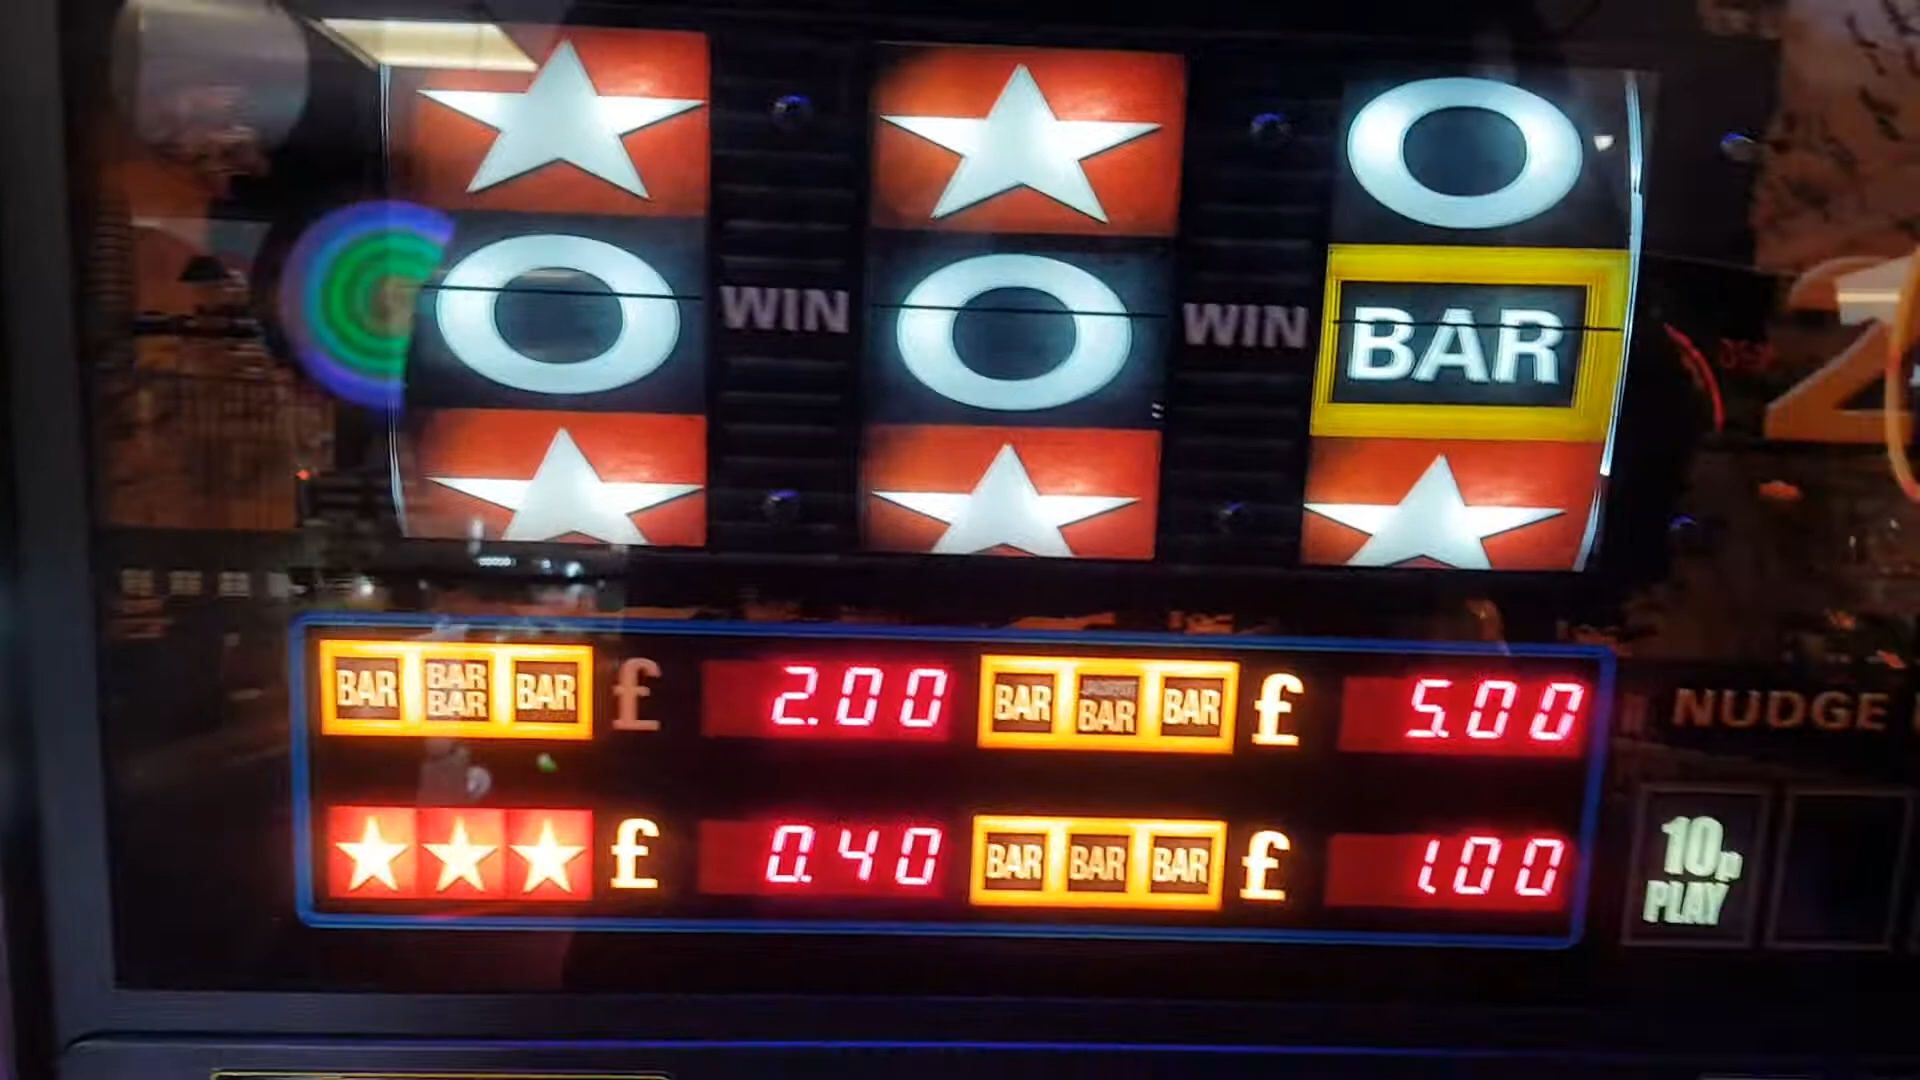 WIN WIN BAR
BAR BAR BAR BAR £ 2.00 BAR BAR BAR £ 5.00
NUDGE
£ 0.40 BAR BAR BAR £ 1.00
10p
PLAY